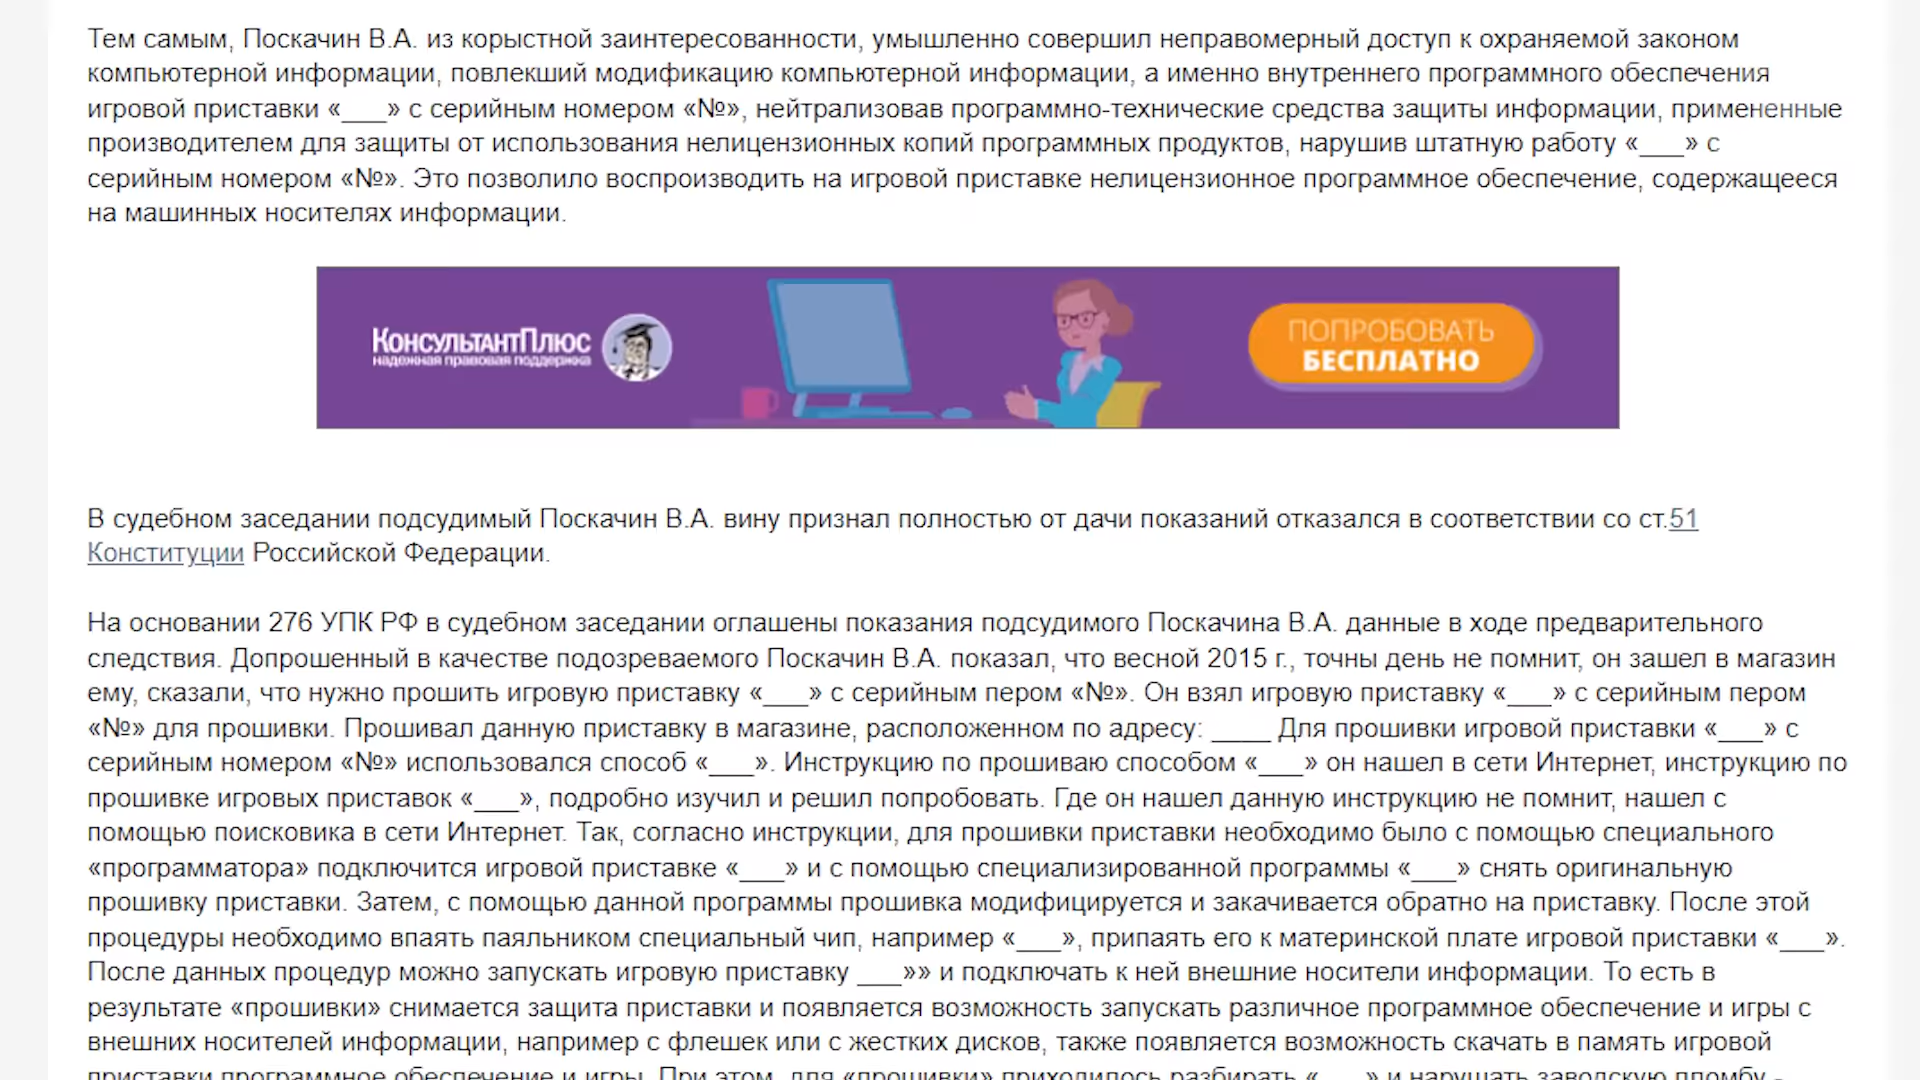 Тем самым, Поскачин В.А. из корыстной заинтересованности, умышленно совершил неправомерный доступ к охраняемой законом
компьютерной информации, повлекший модификацию компьютерной информации, а именно внутреннего программного обеспечения
игровой приставки «___» с серийным номером «№», нейтрализовав программно-технические средства защиты информации, примененные
производителем для защиты от использования нелицензионных копий программных продуктов, нарушив штатную работу «___» с
серийным номером «№». Это позволило воспроизводить на игровой приставке нелицензионное программное обеспечение, содержащееся
на машинных носителях информации.
КонсультантПлюс
надежная правовая поддержка
ПОПРОБОВАТЬ
БЕСПЛАТНО
В судебном заседании подсудимый Поскачин В.А. вину признал полностью от дачи показаний отказался в соответствии со ст.51
Конституции Российской Федерации.
На основании 276 УПК РФ в судебном заседании оглашены показания подсудимого Поскачина В.А. данные в ходе предварительного
следствия. Допрошенный в качестве подозреваемого Поскачин В.А. показал, что весной 2015 г., точны день не помнит, он зашел в магазин
ему, сказали, что нужно прошить игровую приставку «___» с серийным пером «№». Он взял игровую приставку «___» с серийным пером
«№» для прошивки. Прошивал данную приставку в магазине, расположенном по адресу: ____ Для прошивки игровой приставки «___» с
серийным номером «№» использовался способ «___». Инструкцию по прошиваю способом «___» он нашел в сети Интернет, инструкцию по
прошивке игровых приставок «___», подробно изучил и решил попробовать. Где он нашел данную инструкцию не помнит, нашел с
помощью поисковика в сети Интернет. Так, согласно инструкции, для прошивки приставки необходимо было с помощью специального
«программатора» подключится игровой приставке «___» и с помощью специализированной программы «___» снять оригинальную
прошивку приставки. Затем, с помощью данной программы прошивка модифицируется и закачивается обратно на приставку. После этой
процедуры необходимо впаять паяльником специальный чип, например «___», припаять его к материнской плате игровой приставки «___».
После данных процедур можно запускать игровую приставку ___»» и подключать к ней внешние носители информации. То есть в
результате «прошивки» снимается защита приставки и появляется возможность запускать различное программное обеспечение и игры с
внешних носителей информации, например с флешек или с жестких дисков, также появляется возможность скачать в память игровой
приставки программное обеспечение и игры. При этом, для «прошивки» приходилось разбирать «___» и нарушать заводскую пломбу -